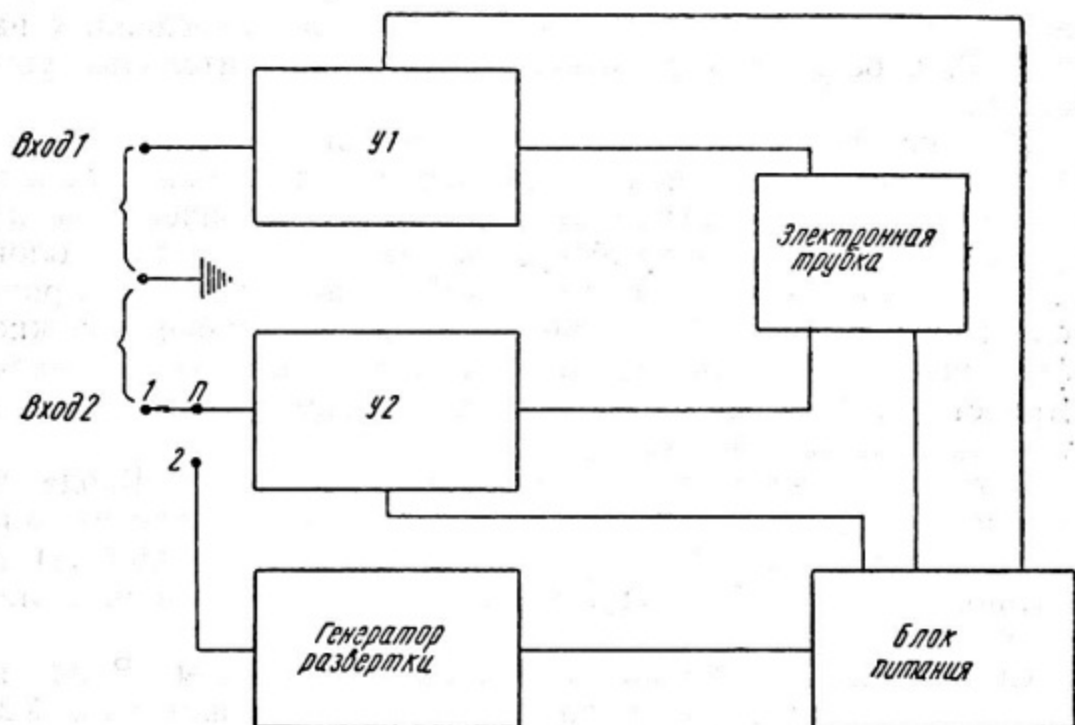 Вход1
У1
Электронная
трубка
Вход2
1
П
У2
2
Генератор
развертки
Блок
питания